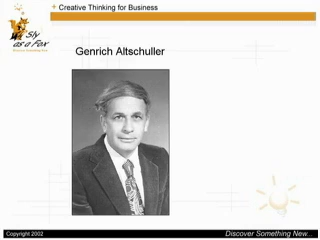 + Creative Thinking for Business
Sly
as a Fox
Genrich Altschuller
Copyright 2002
Discover Something New...